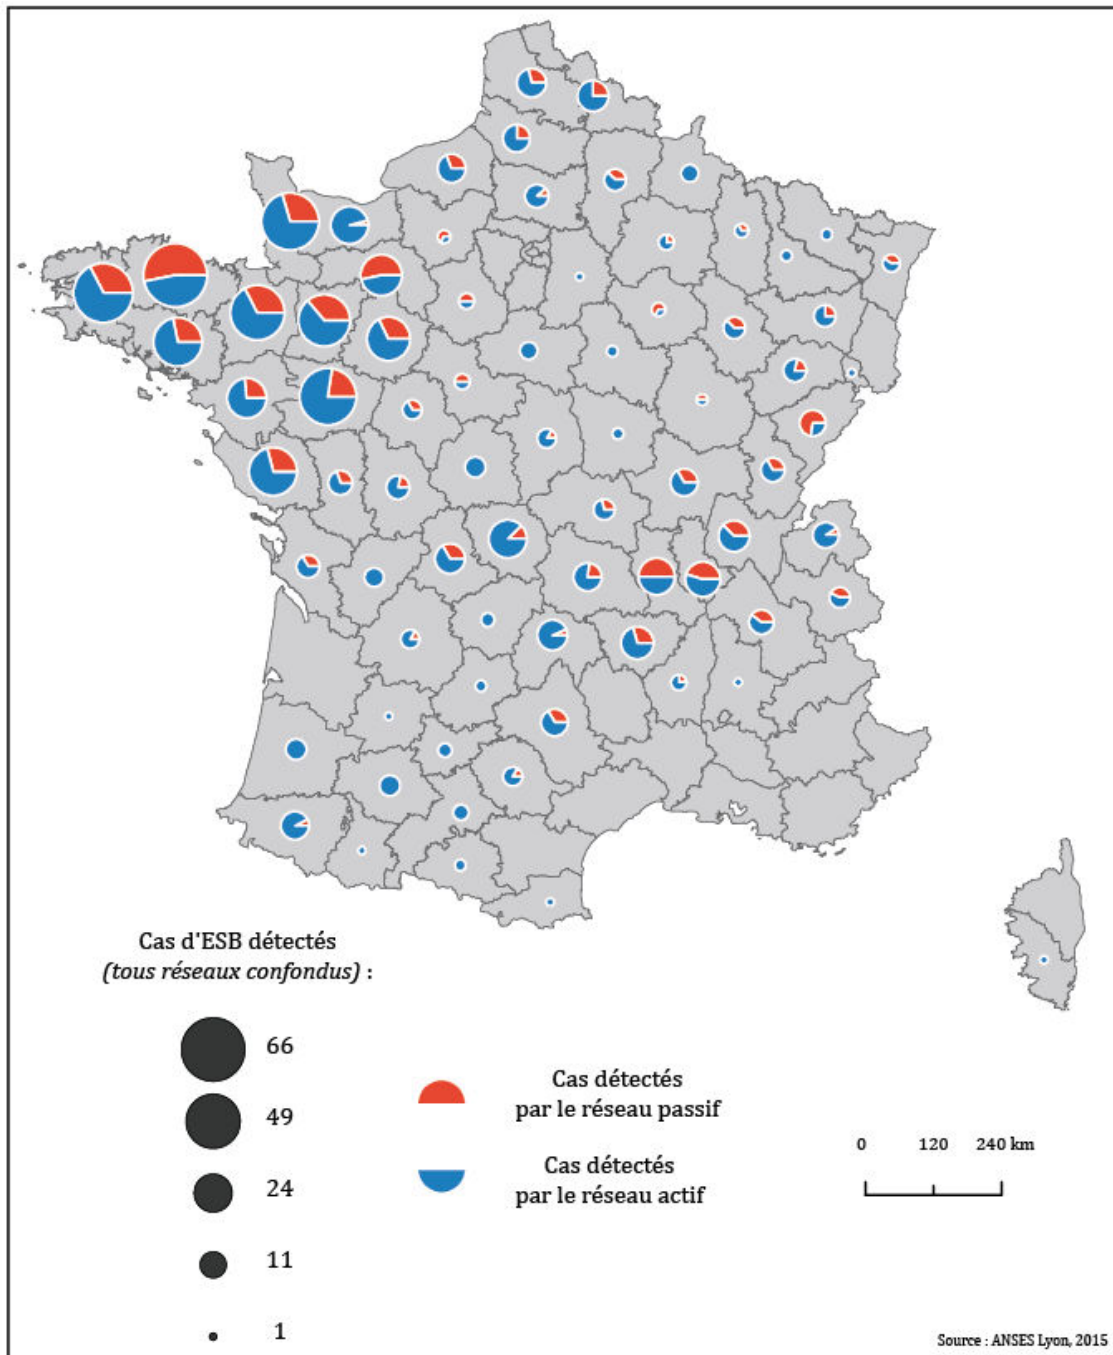 Cas d'ESB détectés
(tous réseaux confondus) :
66
49
24
11
1
Cas détectés
par le réseau passif
Cas détectés
par le réseau actif
0 120 240 km
Source : ANSES Lyon, 2015